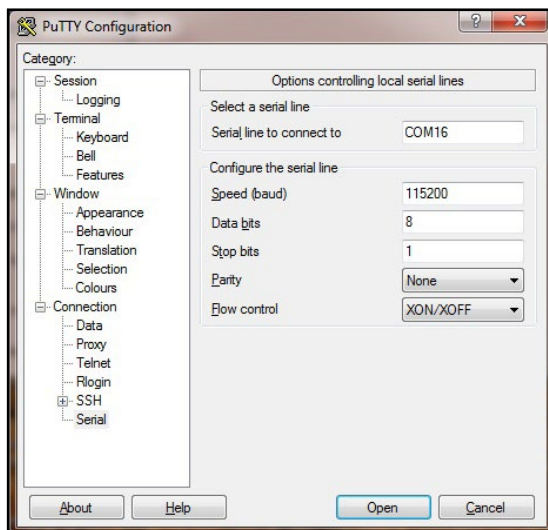 PuTTY Configuration
Category:
Session
Logging
Terminal
Keyboard
Bell
Features
Window
Appearance
Behaviour
Translation
Selection
Colours
Connection
Data
Proxy
Telnet
Rlogin
SSH
Serial
Options controlling local serial lines
Select a serial line
Serial line to connect to COM16
Configure the serial line
Speed (baud) 115200
Data bits 8
Stop bits 1
Parity None
Flow control XON/XOFF
About Help Open Cancel